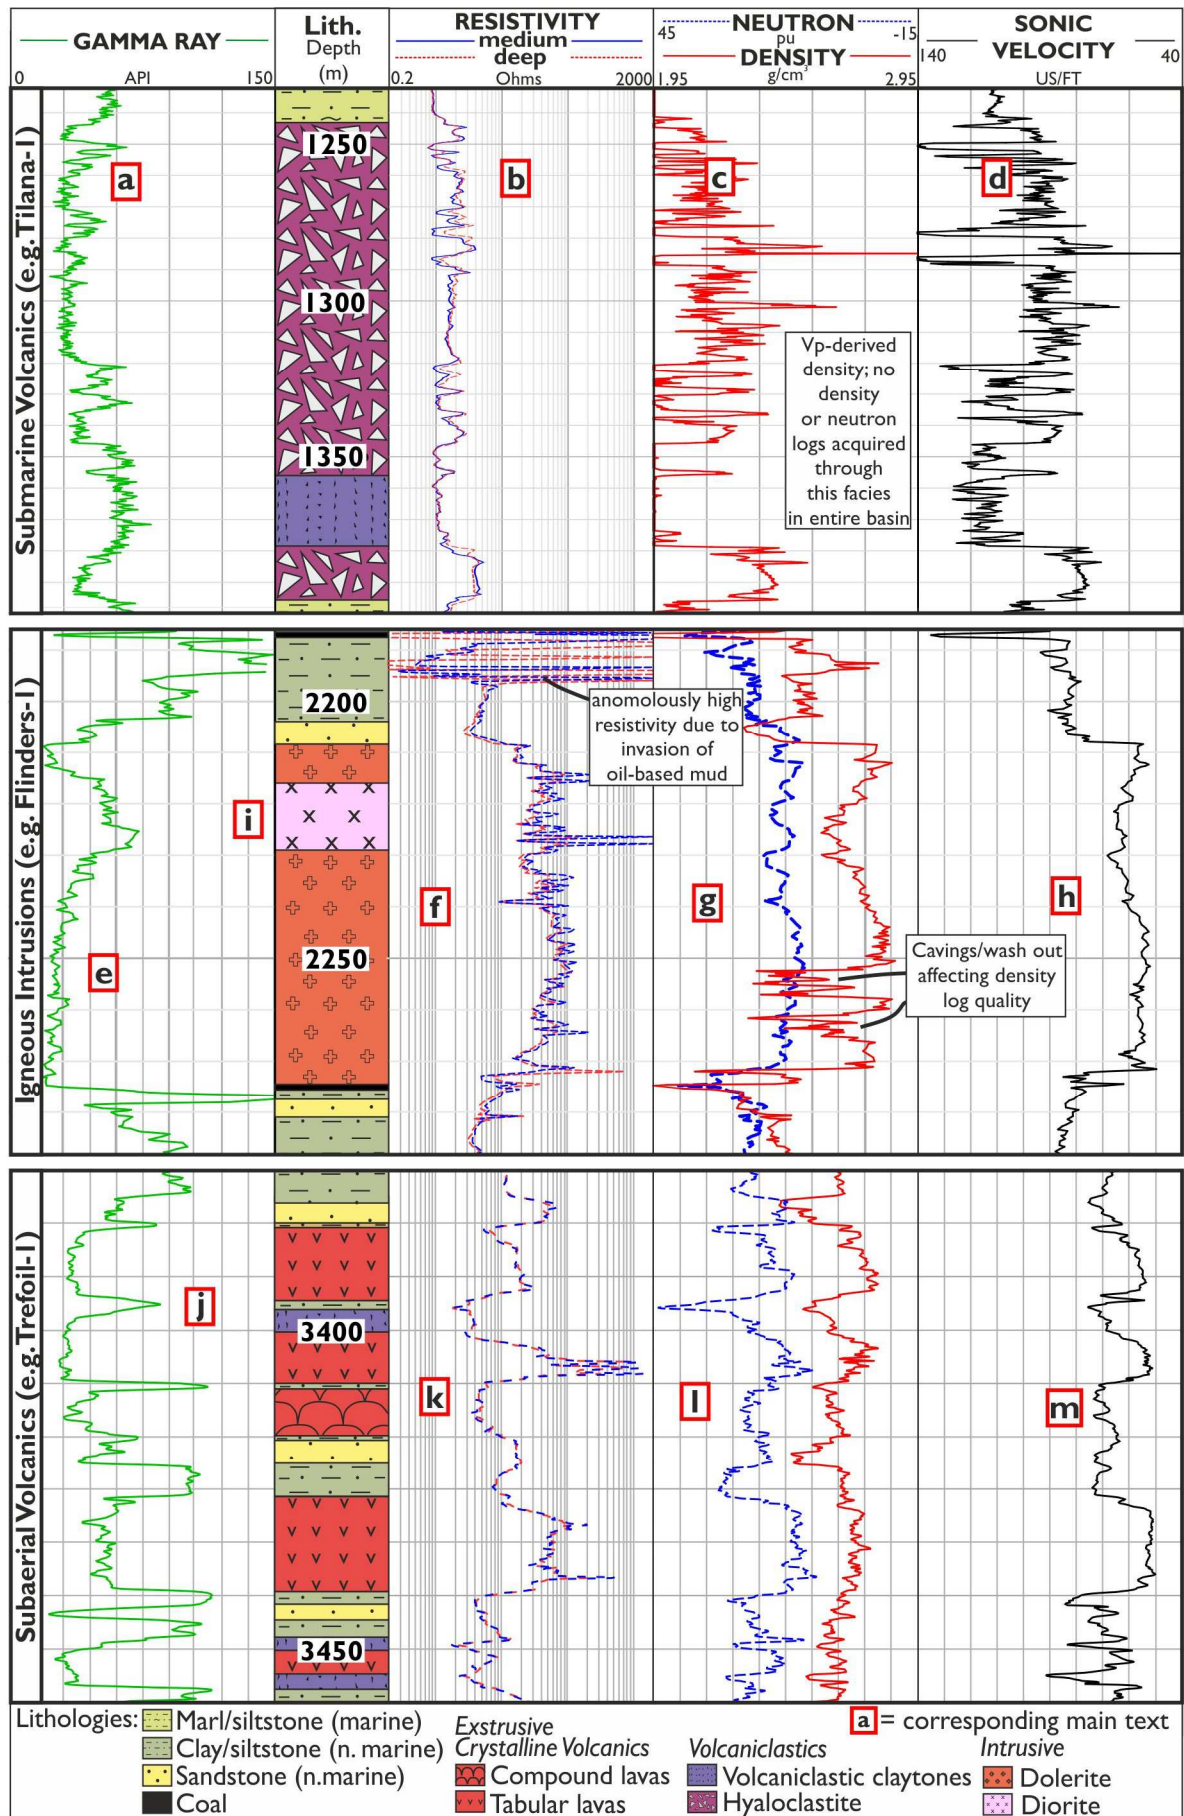 GAMMA RAY
0 API 150
Lith.
Depth
(m)
RESISTIVITY
medium
deep
0.2 Ohms 2000
NEUTRON
45 pu -15
DENSITY
1.95 g/cm³ 2.95
SONIC
VELOCITY
140 40
US/FT
Submarine Volcanics (e.g. Tilana-1)
1250
a
b
c
d
1300
Vp-derived
density; no
density
or neutron
logs acquired
through
this facies
in entire basin
1350
Igneous Intrusions (e.g. Flinders-1)
2200
anomolously high
resistivity due to
invasion of
oil-based mud
i
f
g
h
e
2250
Cavings/wash out
affecting density
log quality
Subaerial Volcanics (e.g. Trefoil-1)
j
3400
k
l
m
3450
Lithologies:
Marl/siltstone (marine)
Clay/siltstone (n. marine)
Sandstone (n.marine)
Coal
Exstrusive
Crystalline Volcanics
Compound lavas
Tabular lavas
Volcaniclastics
Volcaniclastic claytones
Hyaloclastite
a = corresponding main text
Intrusive
Dolerite
Diorite